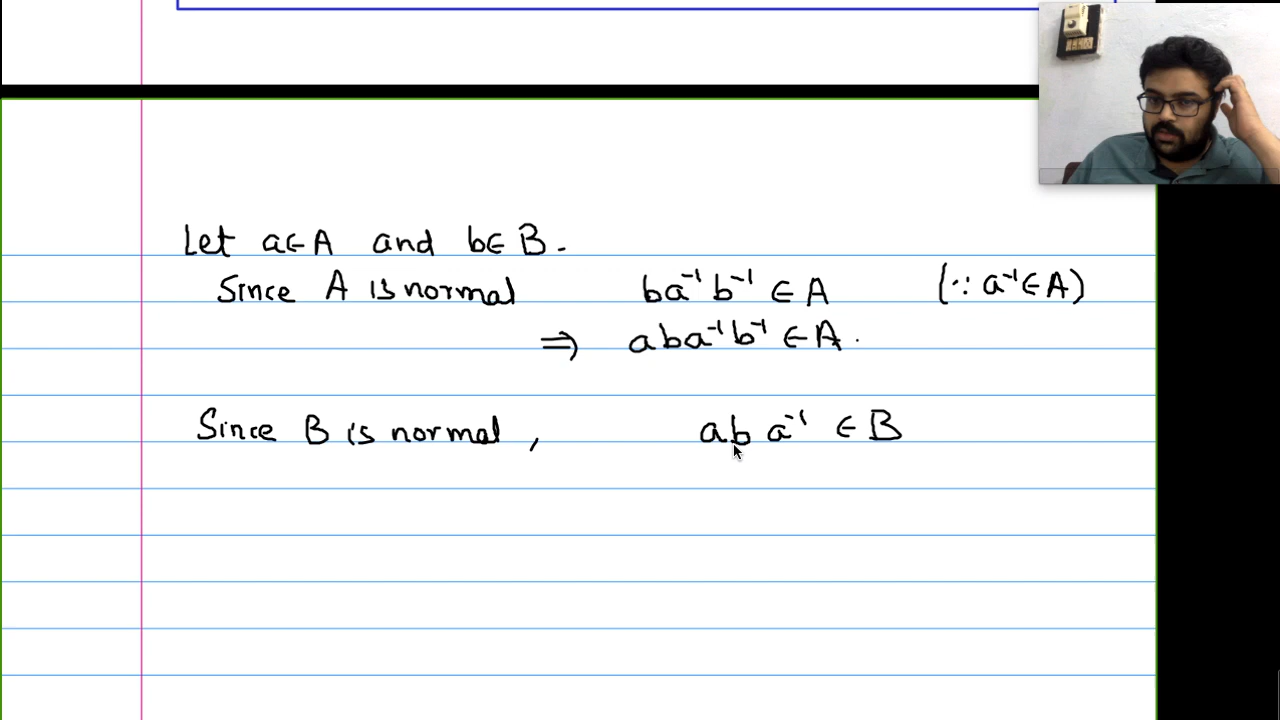 Let a∈A and b∈B.
Since A is normal ba⁻¹b⁻¹ ∈ A (∵ a⁻¹∈A)
⇒ aba⁻¹b⁻¹ ∈ A.
Since B is normal, aba⁻¹ ∈ B